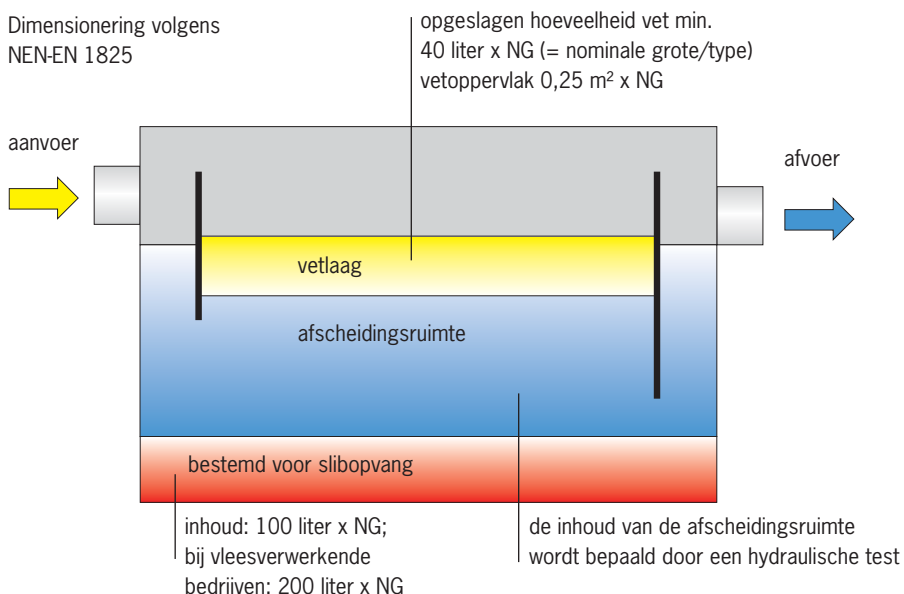 Dimensionering volgens
NEN-EN 1825
opgeslagen hoeveelheid vet min.
40 liter x NG (= nominale grote/type)
vetoppervlak 0,25 m² x NG
aanvoer
afvoer
vetlaag
afscheidingsruimte
bestemd voor slibopvang
inhoud: 100 liter x NG;
bij vleesverwerkende
bedrijven: 200 liter x NG
de inhoud van de afscheidingsruimte
wordt bepaald door een hydraulische test